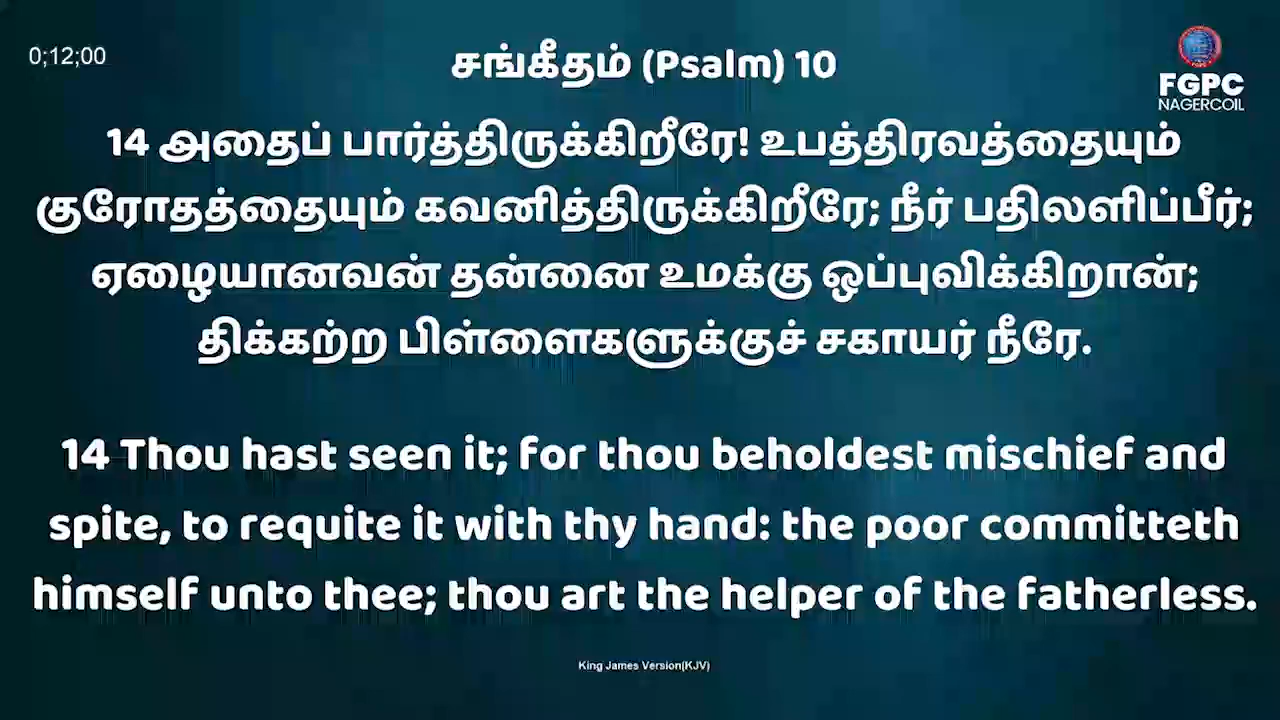 0;12;00
சங்கீதம் (Psalm) 10
FGPC
NAGERCOIL
14 அதைப் பார்த்திருக்கிறீரே! உபத்திரவத்தையும்
குரோதத்தையும் கவனித்திருக்கிறீரே; நீர் பதிலளிப்பீர்;
ஏழையானவன் தன்னை உமக்கு ஒப்புவிக்கிறான்;
திக்கற்ற பிள்ளைகளுக்குச் சகாயர் நீரே.
14 Thou hast seen it; for thou beholdest mischief and
spite, to requite it with thy hand: the poor committeth
himself unto thee; thou art the helper of the fatherless.
King James Version(KJV)